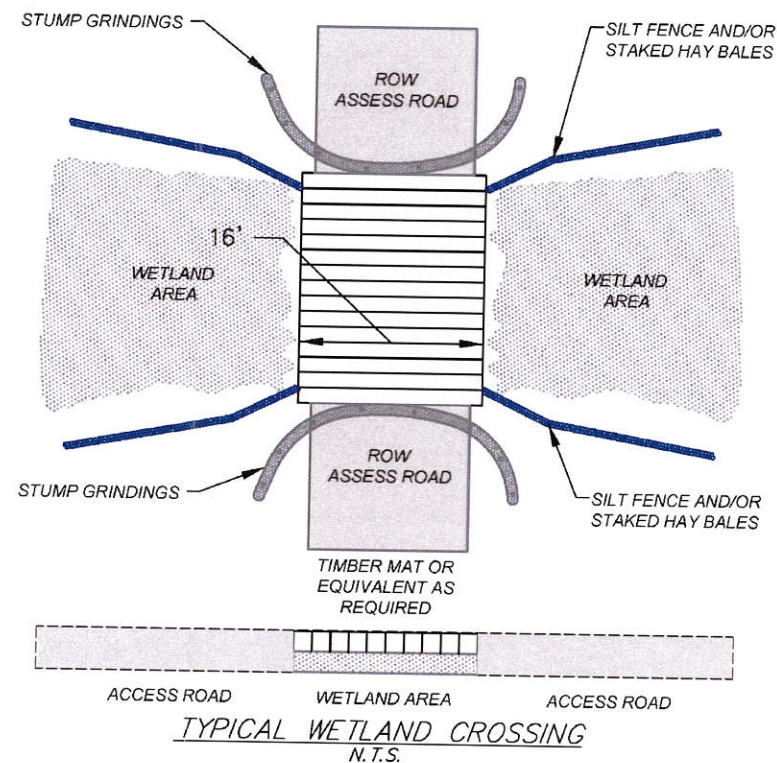 STUMP GRINDINGS
ROW
ASSESS ROAD
SILT FENCE AND/OR
STAKED HAY BALES
16'
WETLAND
AREA
WETLAND
AREA
ROW
ASSESS ROAD
STUMP GRINDINGS
SILT FENCE AND/OR
STAKED HAY BALES
TIMBER MAT OR
EQUIVALENT AS
REQUIRED
ACCESS ROAD
WETLAND AREA
ACCESS ROAD
TYPICAL WETLAND CROSSING
N.T.S.